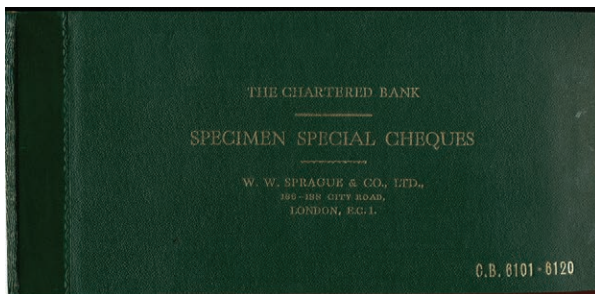 THE CHARTERED BANK
SPECIMEN SPECIAL CHEQUES
W. W. SPRAGUE & CO., LTD.,
CITY ROAD,
LONDON, E.C.1.
C.B. 6101-6120